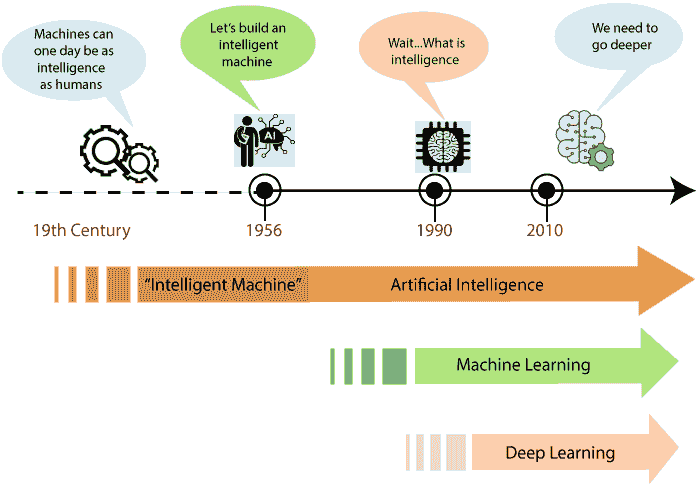 Machines can
one day be as
intelligence
as humans
Let's build an
intelligent
machine
Wait...What is
intelligence
We need to
go deeper
AI
19th Century
1956
1990
2010
"Intelligent Machine"
Artificial Intelligence
Machine Learning
Deep Learning